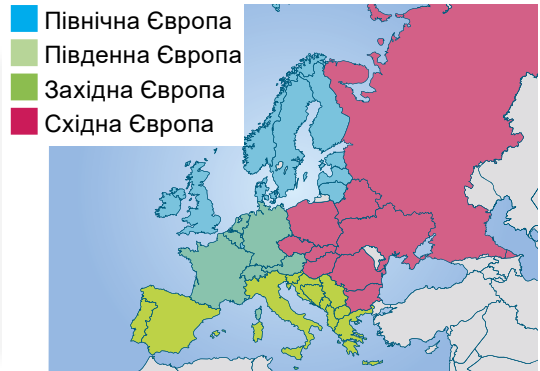 Північна Європа
Південна Європа
Західна Європа
Східна Європа